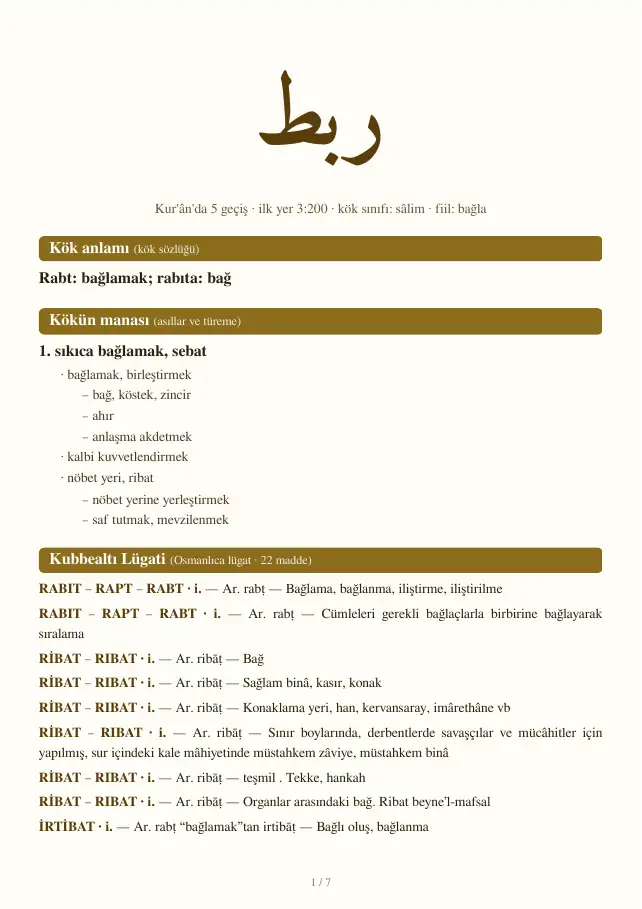 ربط
Kur'ân'da 5 geçiş · ilk yer 3:200 · kök sınıfı: sâlim · fiil: bağla
Kök anlamı (kök sözlüğü)
Rabt: bağlamak; rabıta: bağ
Kökün manası (asıllar ve türeme)
1. sıkıca bağlamak, sebat
· bağlamak, birleştirmek
– bağ, köstek, zincir
– ahır
– anlaşma akdetmek
· kalbi kuvvetlendirmek
· nöbet yeri, ribat
– nöbet yerine yerleştirmek
– saf tutmak, mevzilenmek
Kubbealtı Lügati (Osmanlıca lügat · 22 madde)
RABIT – RAPT – RABT · i. — Ar. rabṭ — Bağlama, bağlanma, iliştirme, iliştirilme
RABIT – RAPT – RABT · i. — Ar. rabṭ — Cümleleri gerekli bağlaçlarla birbirine bağlayarak
sıralama
RİBAT – RIBAT · i. — Ar. ribāṭ — Bağ
RİBAT – RIBAT · i. — Ar. ribāṭ — Sağlam binâ, kasır, konak
RİBAT – RIBAT · i. — Ar. ribāṭ — Konaklama yeri, han, kervansaray, imârethâne vb
RİBAT – RIBAT · i. — Ar. ribāṭ — Sınır boylarında, derbentlerde savaşçılar ve mücâhitler için
yapılmış, sur içindeki kale mâhiyetinde müstahkem zâviye, müstahkem binâ
RİBAT – RIBAT · i. — Ar. ribāṭ — teşmil . Tekke, hankah
RİBAT – RIBAT · i. — Ar. ribāṭ — Organlar arasındaki bağ. Ribat beyne’l-mafsal
İRTİBAT · i. — Ar. rabṭ “bağlamak”tan irtibāṭ — Bağlı oluş, bağlanma
1 / 7